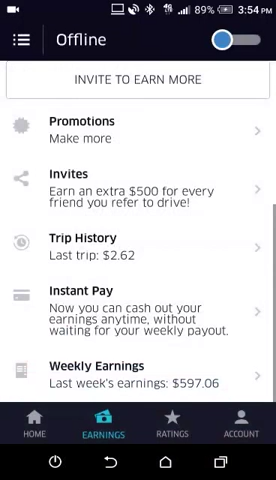 89% 3:54 PM
Offline
INVITE TO EARN MORE
Promotions
Make more
Invites
Earn an extra $500 for every
friend you refer to drive!
Trip History
Last trip: $2.62
Instant Pay
Now you can cash out your
earnings anytime, without
waiting for your weekly payout.
Weekly Earnings
Last week's earnings: $597.06
HOME EARNINGS RATINGS ACCOUNT